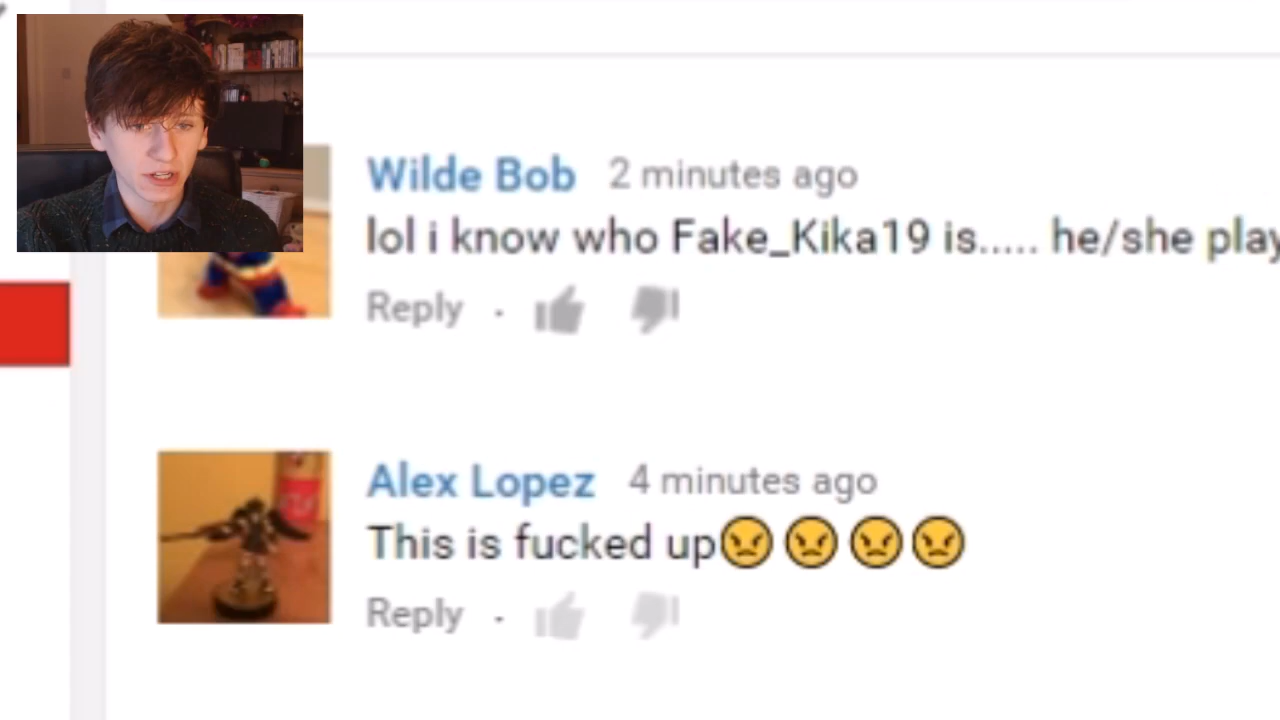 Wilde Bob 2 minutes ago
lol i know who Fake_Kika19 is..... he/she play
Reply ·
Alex Lopez 4 minutes ago
This is fucked up😠😠😠😠
Reply ·